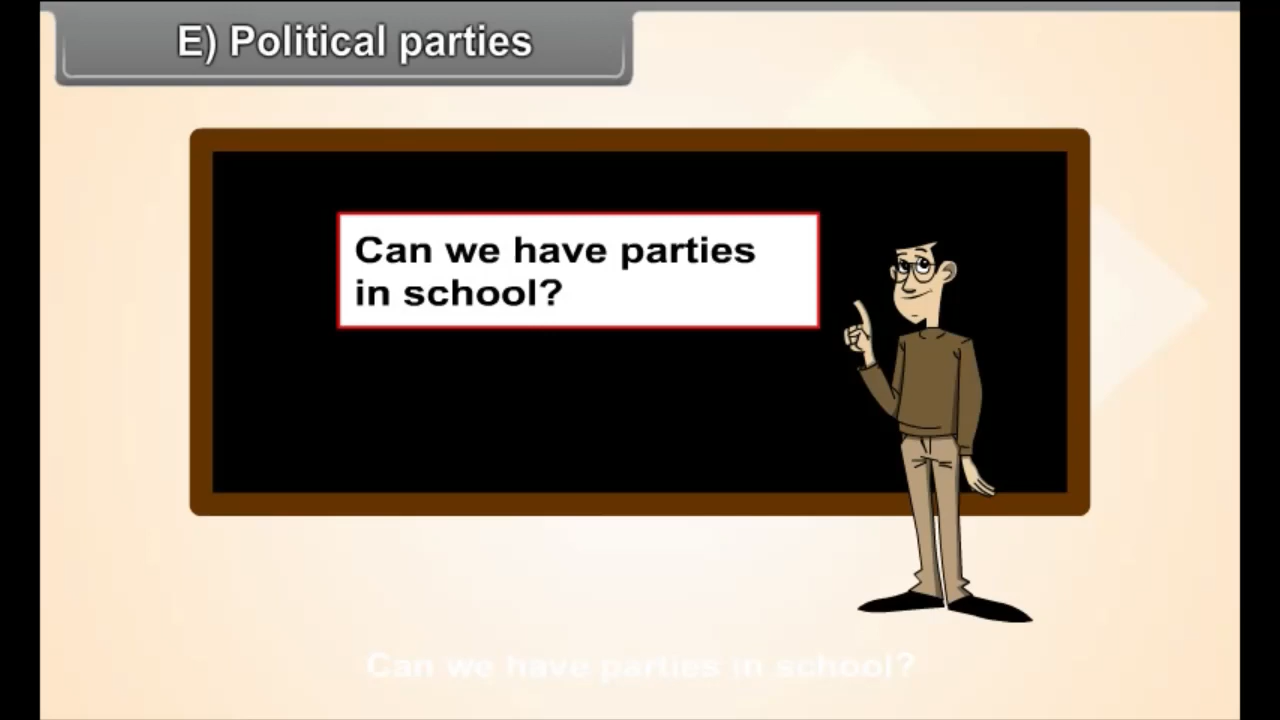 E) Political parties
Can we have parties
in school?
Can we have parties in school?